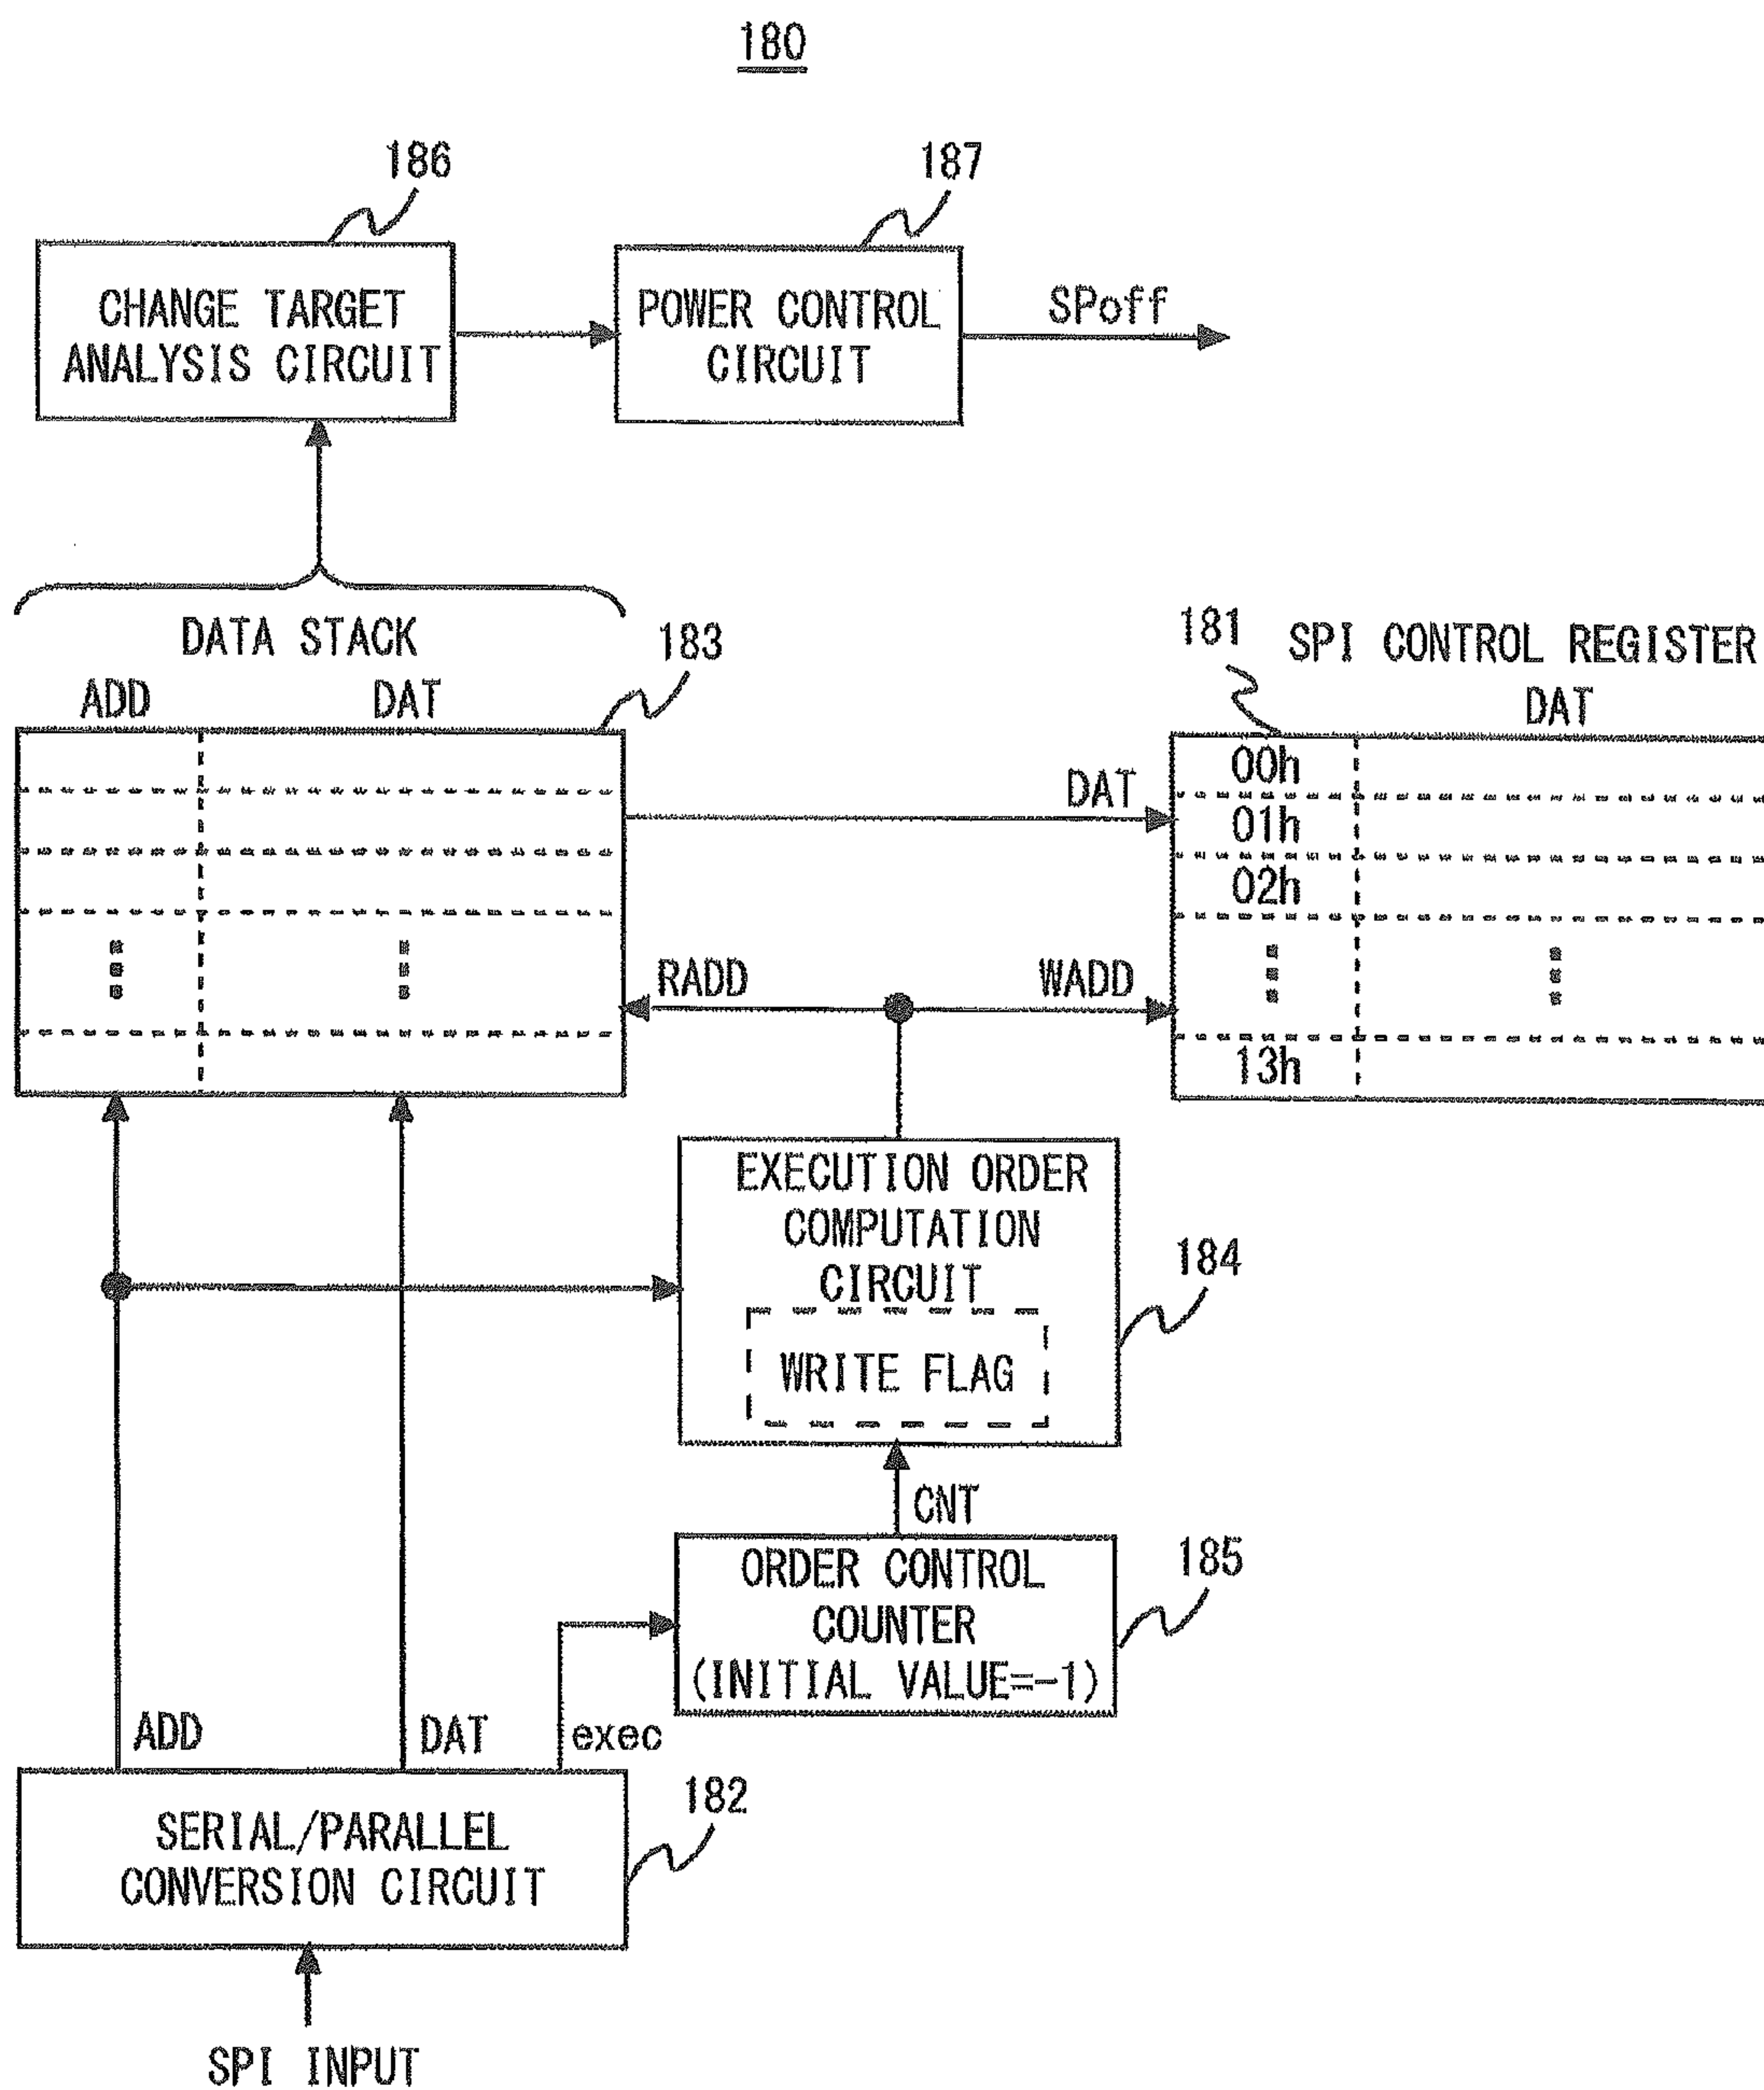 180
186
187
CHANGE TARGET
ANALYSIS CIRCUIT
POWER CONTROL
CIRCUIT
SPoff
DATA STACK
183
181
SPI CONTROL REGISTER
ADD
DAT
DAT
00h
DAT
01h
02h
RADD
WADD
13h
EXECUTION ORDER
COMPUTATION
CIRCUIT
184
WRITE FLAG
CNT
ORDER CONTROL
COUNTER
(INITIAL VALUE=-1)
185
ADD
DAT
exec
SERIAL/PARALLEL
CONVERSION CIRCUIT
182
SPI INPUT